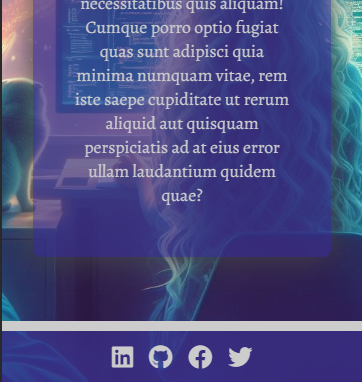 necessitatibus quis aliquam!
Cumque porro optio fugiat
quas sunt adipisci quia
minima numquam vitae, rem
iste saepe cupiditate ut rerum
aliquid aut quisquam
perspiciatis ad at eius error
ullam laudantium quidem
quae?
in